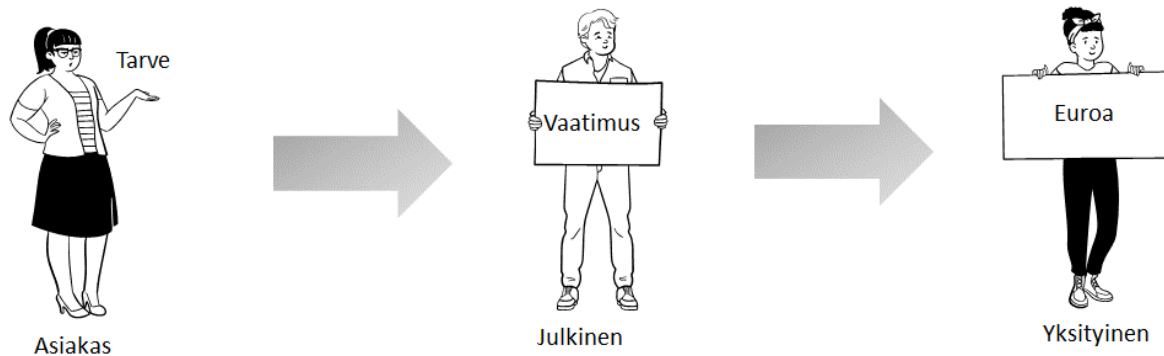 Tarve
Asiakas
Vaatimus
Julkinen
Euroa
Yksityinen